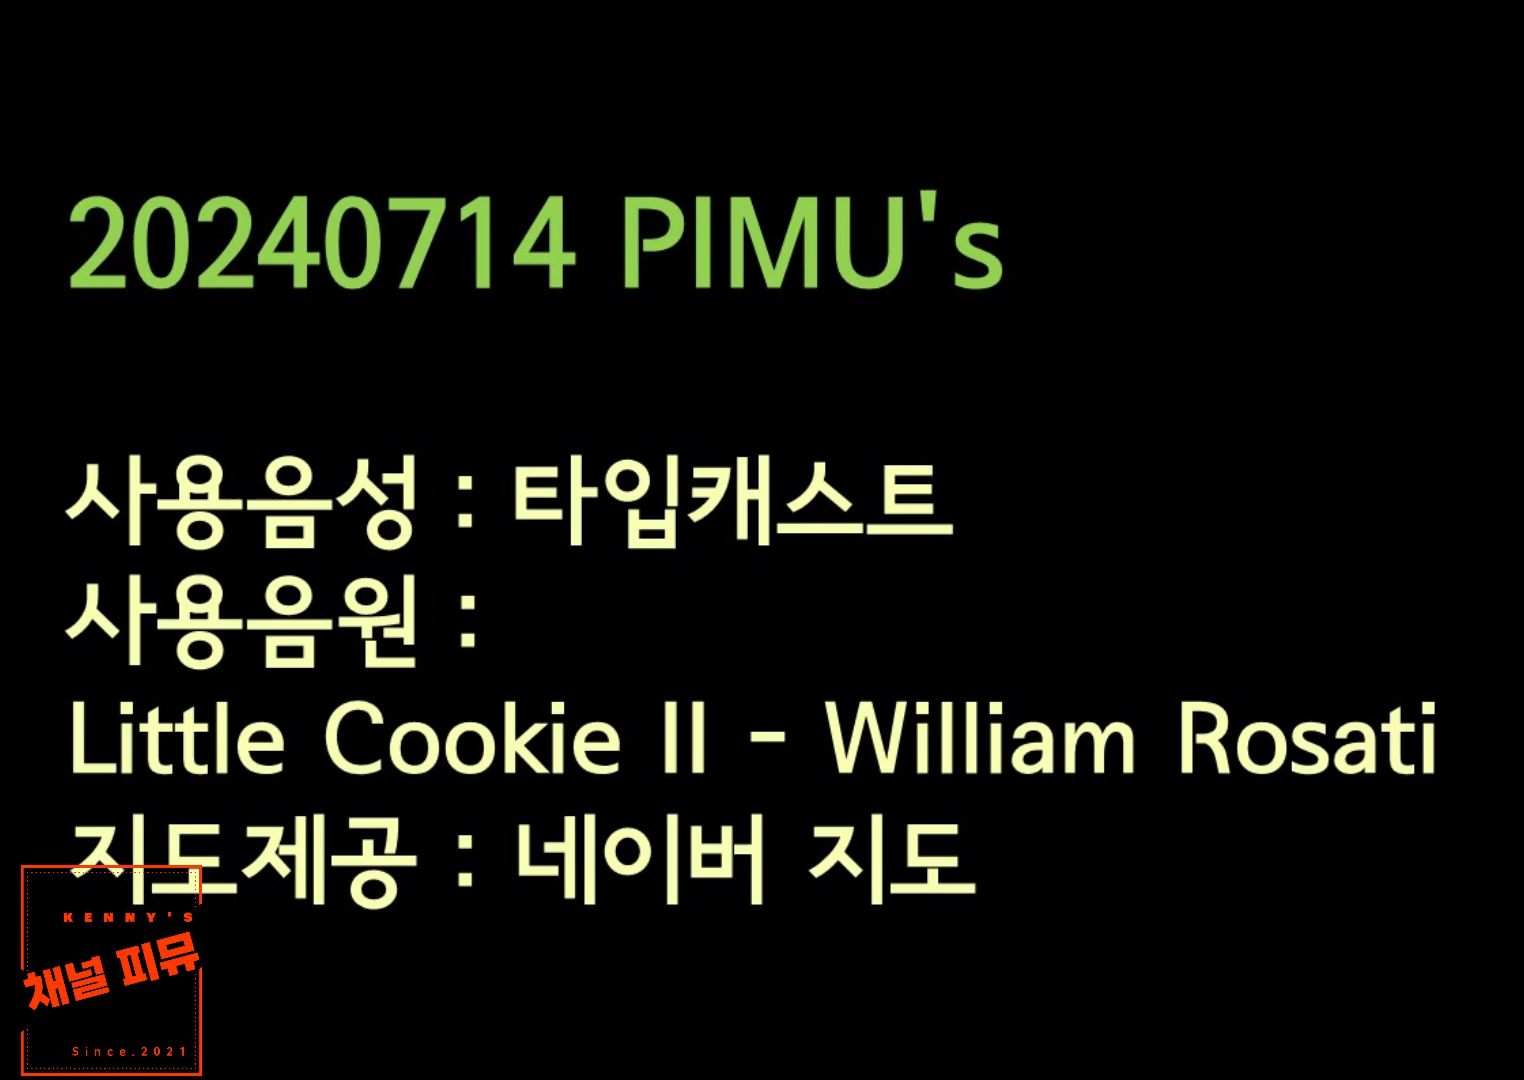 20240714 PIMU's
사용음성 : 타입캐스트
사용음원 :
Little Cookie II - William Rosati
지도제공 : 네이버 지도
KENNY'S
채널 피뮤
Since.2021